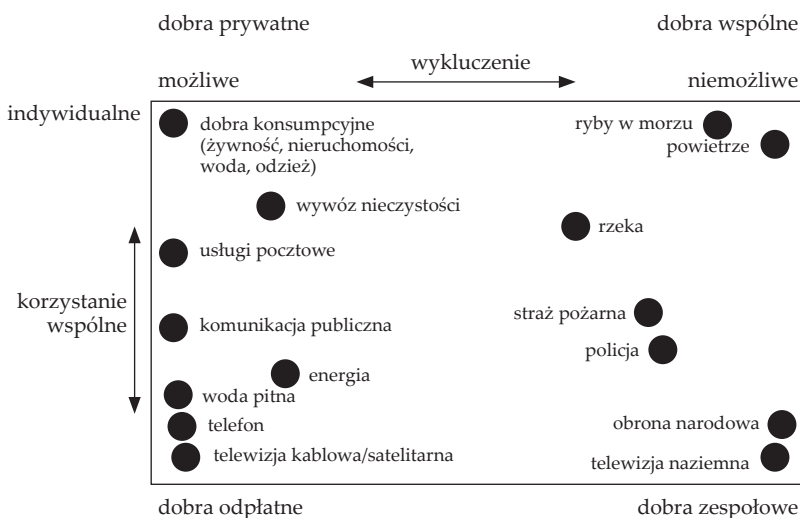 dobra prywatne
dobra wspólne
wykluczenie
możliwe
niemożliwe
indywidualne
dobra konsumpcyjne
(żywność, nieruchomości,
woda, odzież)
ryby w morzu
powietrze
wywóz nieczystości
rzeka
usługi pocztowe
korzystanie
wspólne
straż pożarna
komunikacja publiczna
policja
energia
woda pitna
telefon
obrona narodowa
telewizja kablowa/satelitarna
telewizja naziemna
dobra odpłatne
dobra zespołowe